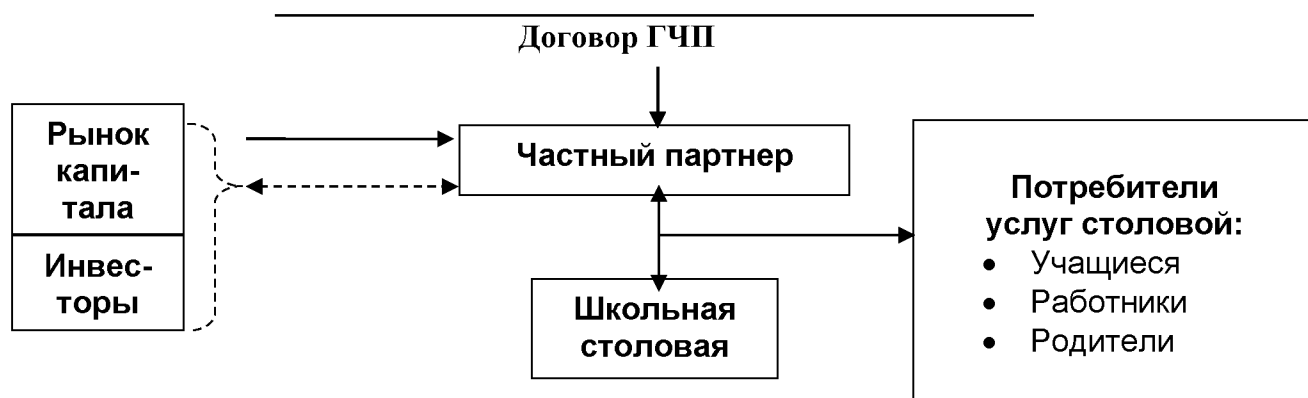 Договор ГЧП
Рынок
капи-
тала
Инвес-
торы
Частный партнер
Школьная
столовая
Потребители
услуг столовой:
• Учащиеся
• Работники
• Родители